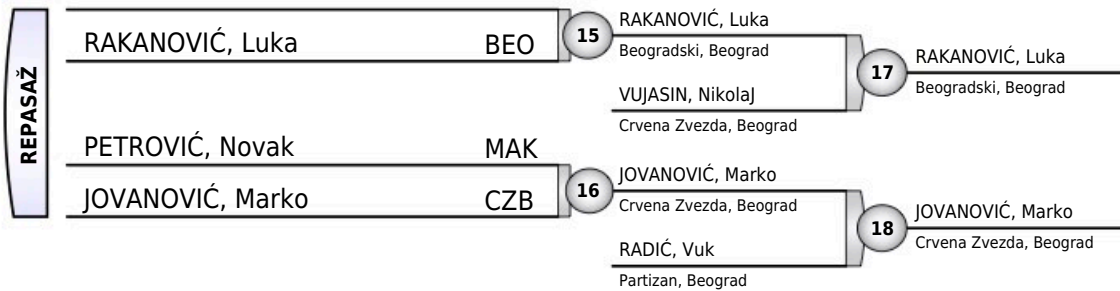 REPASAŽ
RAKANOVIĆ, Luka BEO
15
RAKANOVIĆ, Luka
Beogradski, Beograd
VUJASIN, NikolaJ
Crvena Zvezda, Beograd
17
RAKANOVIĆ, Luka
Beogradski, Beograd
PETROVIĆ, Novak MAK
JOVANOVIĆ, Marko CZB
16
JOVANOVIĆ, Marko
Crvena Zvezda, Beograd
RADIĆ, Vuk
Partizan, Beograd
18
JOVANOVIĆ, Marko
Crvena Zvezda, Beograd